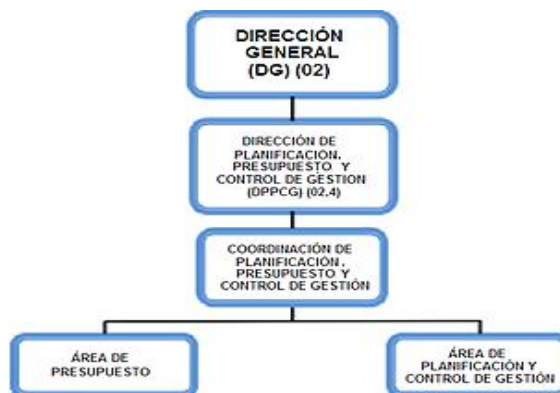 DIRECCIÓN
GENERAL
(DG) (02)
DIRECCIÓN DE
PLANIFICACIÓN,
PRESUPUESTO Y
CONTROL DE GESTION
(DPPCG) (02.4)
COORDINACIÓN DE
PLANIFICACIÓN,
PRESUPUESTO Y
CONTROL DE GESTIÓN
ÁREA DE
PRESUPUESTO
ÁREA DE
PLANIFICACIÓN Y
CONTROL DE GESTIÓN